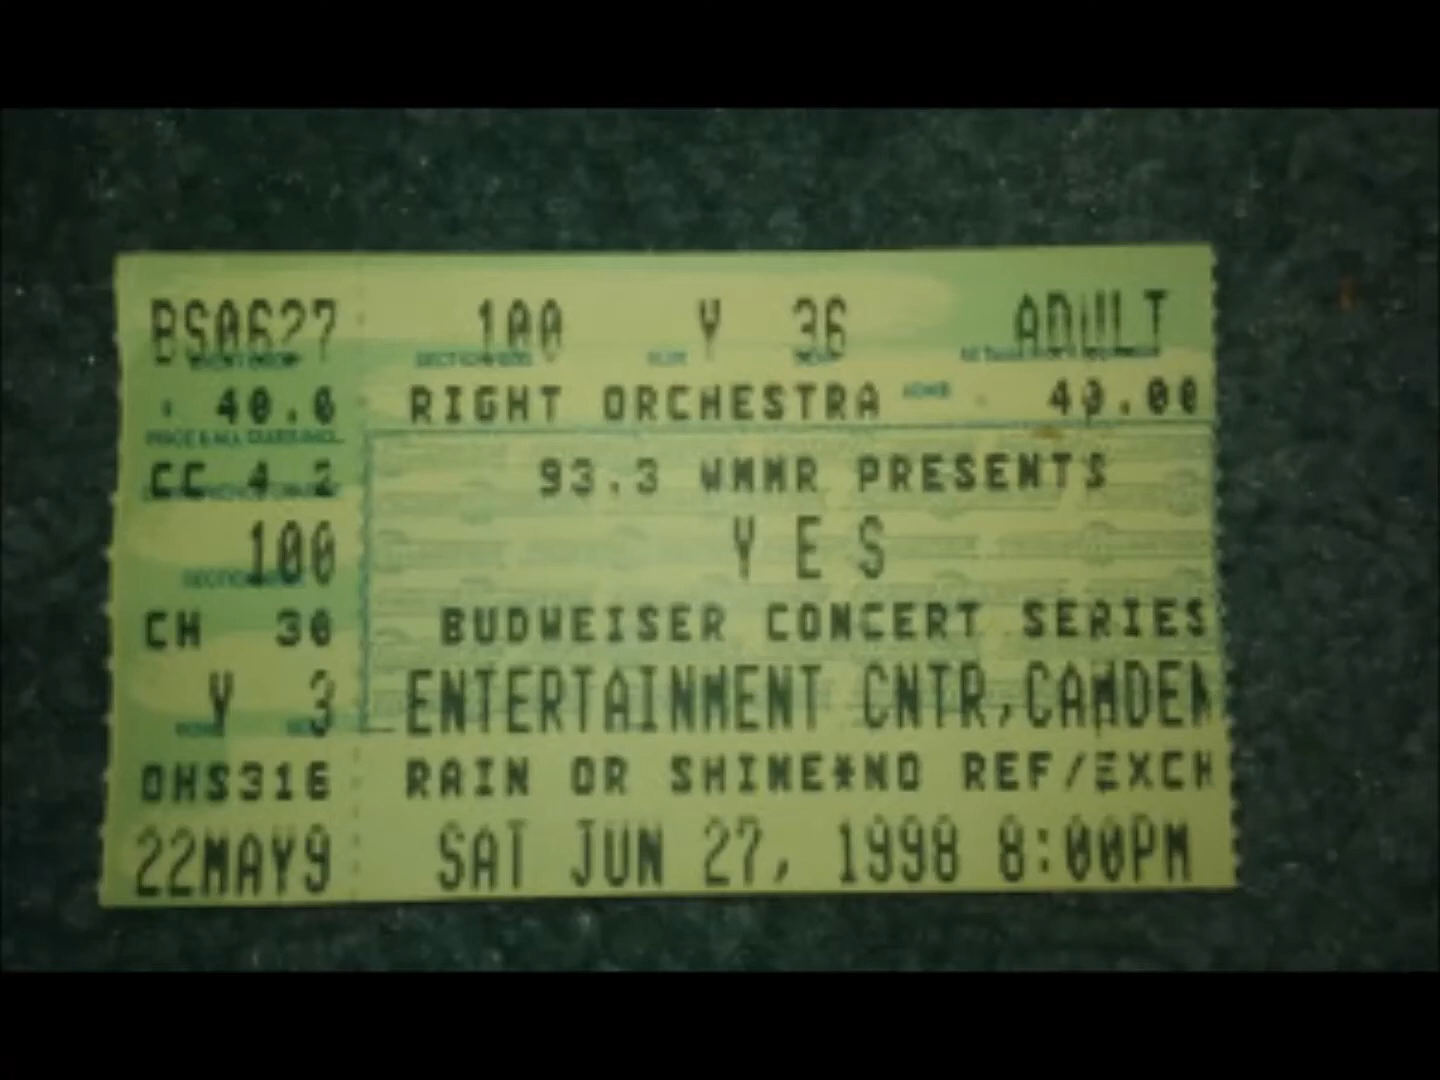 BS0627 100 Y 36 ADULT
40.0 RIGHT ORCHESTRA 40.00
CC 4.2 93.3 WMMR PRESENTS
100 YES
CH 30 BUDWEISER CONCERT SERIES
Y 3 ENTERTAINMENT CNTR,CAMDEN
OHS316 RAIN OR SHINE*NO REF/EXCH
22MAY9 SAT JUN 27, 1998 8:00PM